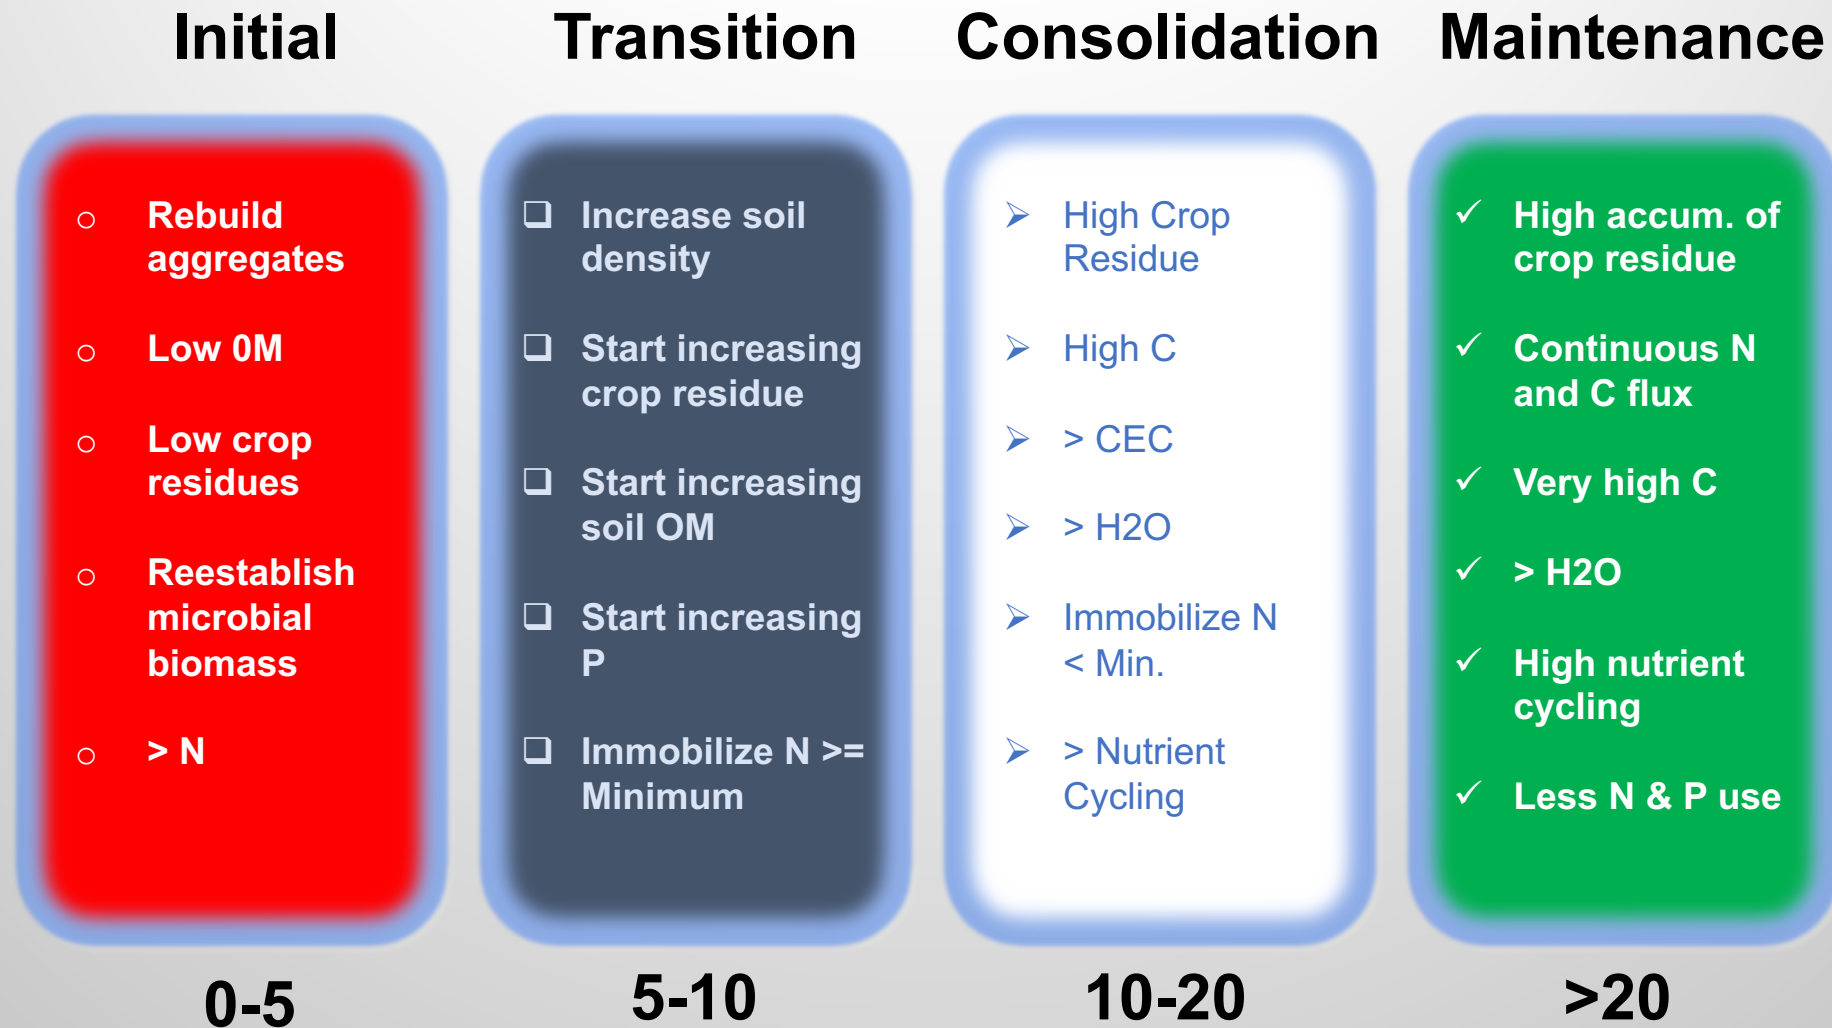 Initial
Rebuild
aggregates
Low 0M
Low crop
residues
Reestablish
microbial
biomass
> N
0-5
Transition
Increase soil
density
Start increasing
crop residue
Start increasing
soil OM
Start increasing
P
Immobilize N >=
Minimum
5-10
Consolidation
High Crop
Residue
High C
> CEC
> H2O
Immobilize N
< Min.
> Nutrient
Cycling
10-20
Maintenance
High accum. of
crop residue
Continuous N
and C flux
Very high C
> H2O
High nutrient
cycling
Less N & P use
>20